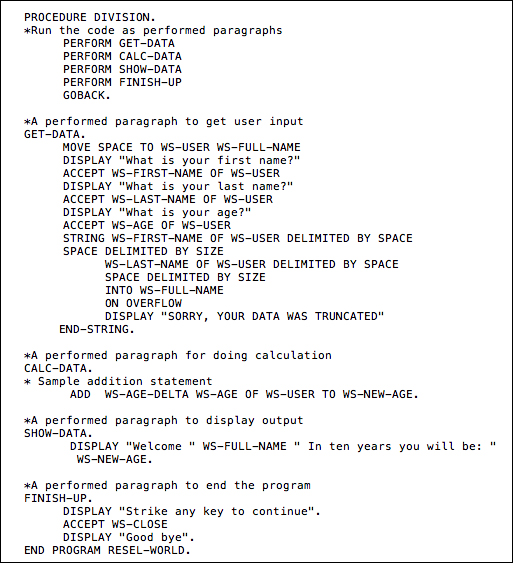 PROCEDURE DIVISION.
*Run the code as performed paragraphs
PERFORM GET-DATA
PERFORM CALC-DATA
PERFORM SHOW-DATA
PERFORM FINISH-UP
GOBACK.
*A performed paragraph to get user input
GET-DATA.
MOVE SPACE TO WS-USER WS-FULL-NAME
DISPLAY "What is your first name?"
ACCEPT WS-FIRST-NAME OF WS-USER
DISPLAY "What is your last name?"
ACCEPT WS-LAST-NAME OF WS-USER
DISPLAY "What is your age?"
ACCEPT WS-AGE OF WS-USER
STRING WS-FIRST-NAME OF WS-USER DELIMITED BY SPACE
SPACE DELIMITED BY SIZE
WS-LAST-NAME OF WS-USER DELIMITED BY SPACE
SPACE DELIMITED BY SIZE
INTO WS-FULL-NAME
ON OVERFLOW
DISPLAY "SORRY, YOUR DATA WAS TRUNCATED"
END-STRING.
*A performed paragraph for doing calculation
CALC-DATA.
* Sample addition statement
ADD  WS-AGE-DELTA WS-AGE OF WS-USER TO WS-NEW-AGE.
*A performed paragraph to display output
SHOW-DATA.
DISPLAY "Welcome " WS-FULL-NAME " In ten years you will be: "
WS-NEW-AGE.
*A performed paragraph to end the program
FINISH-UP.
DISPLAY "Strike any key to continue".
ACCEPT WS-CLOSE
DISPLAY "Good bye".
END PROGRAM RESEL-WORLD.